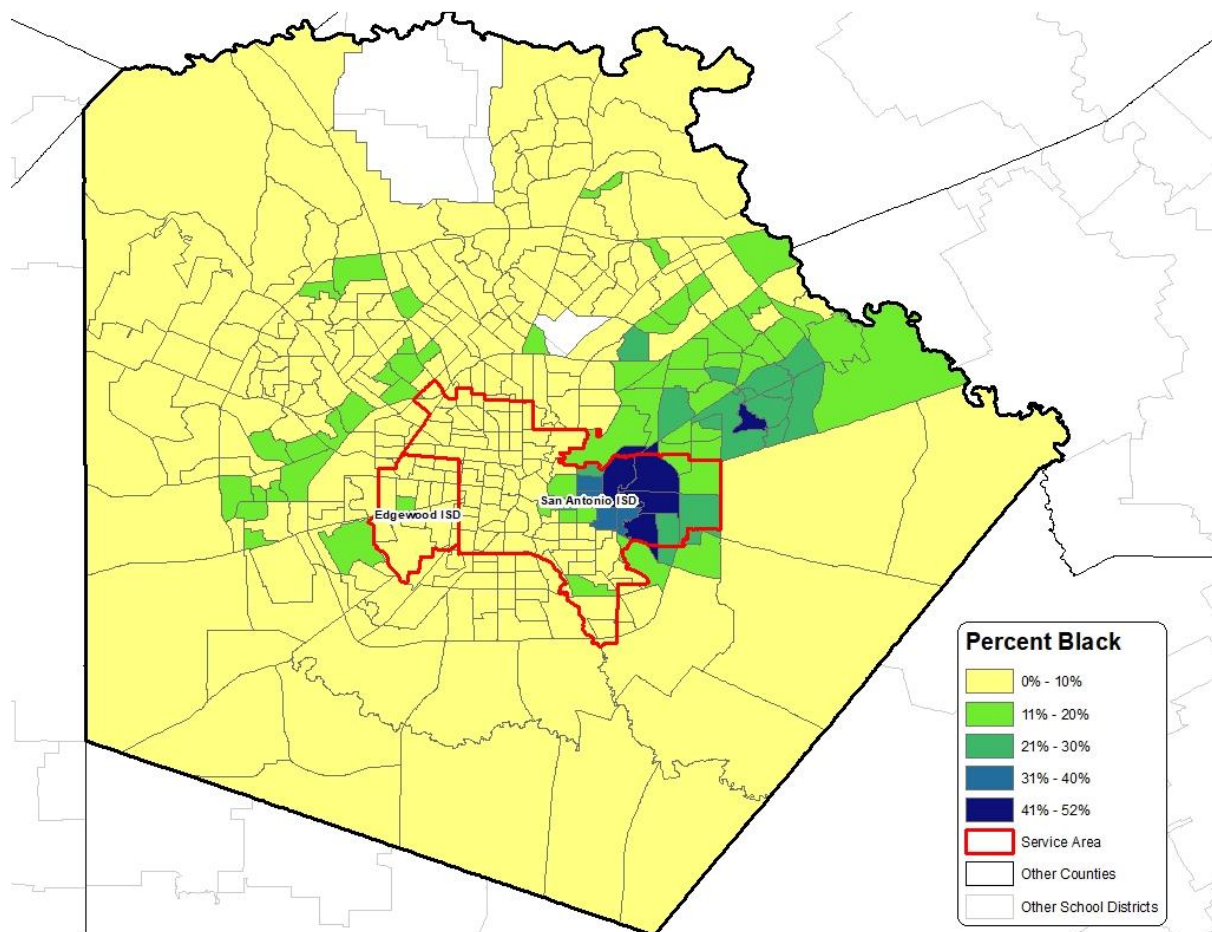 San Antonio ISD
Edgewood ISD
Percent Black
0% - 10%
11% - 20%
21% - 30%
31% - 40%
41% - 52%
Service Area
Other Counties
Other School Districts